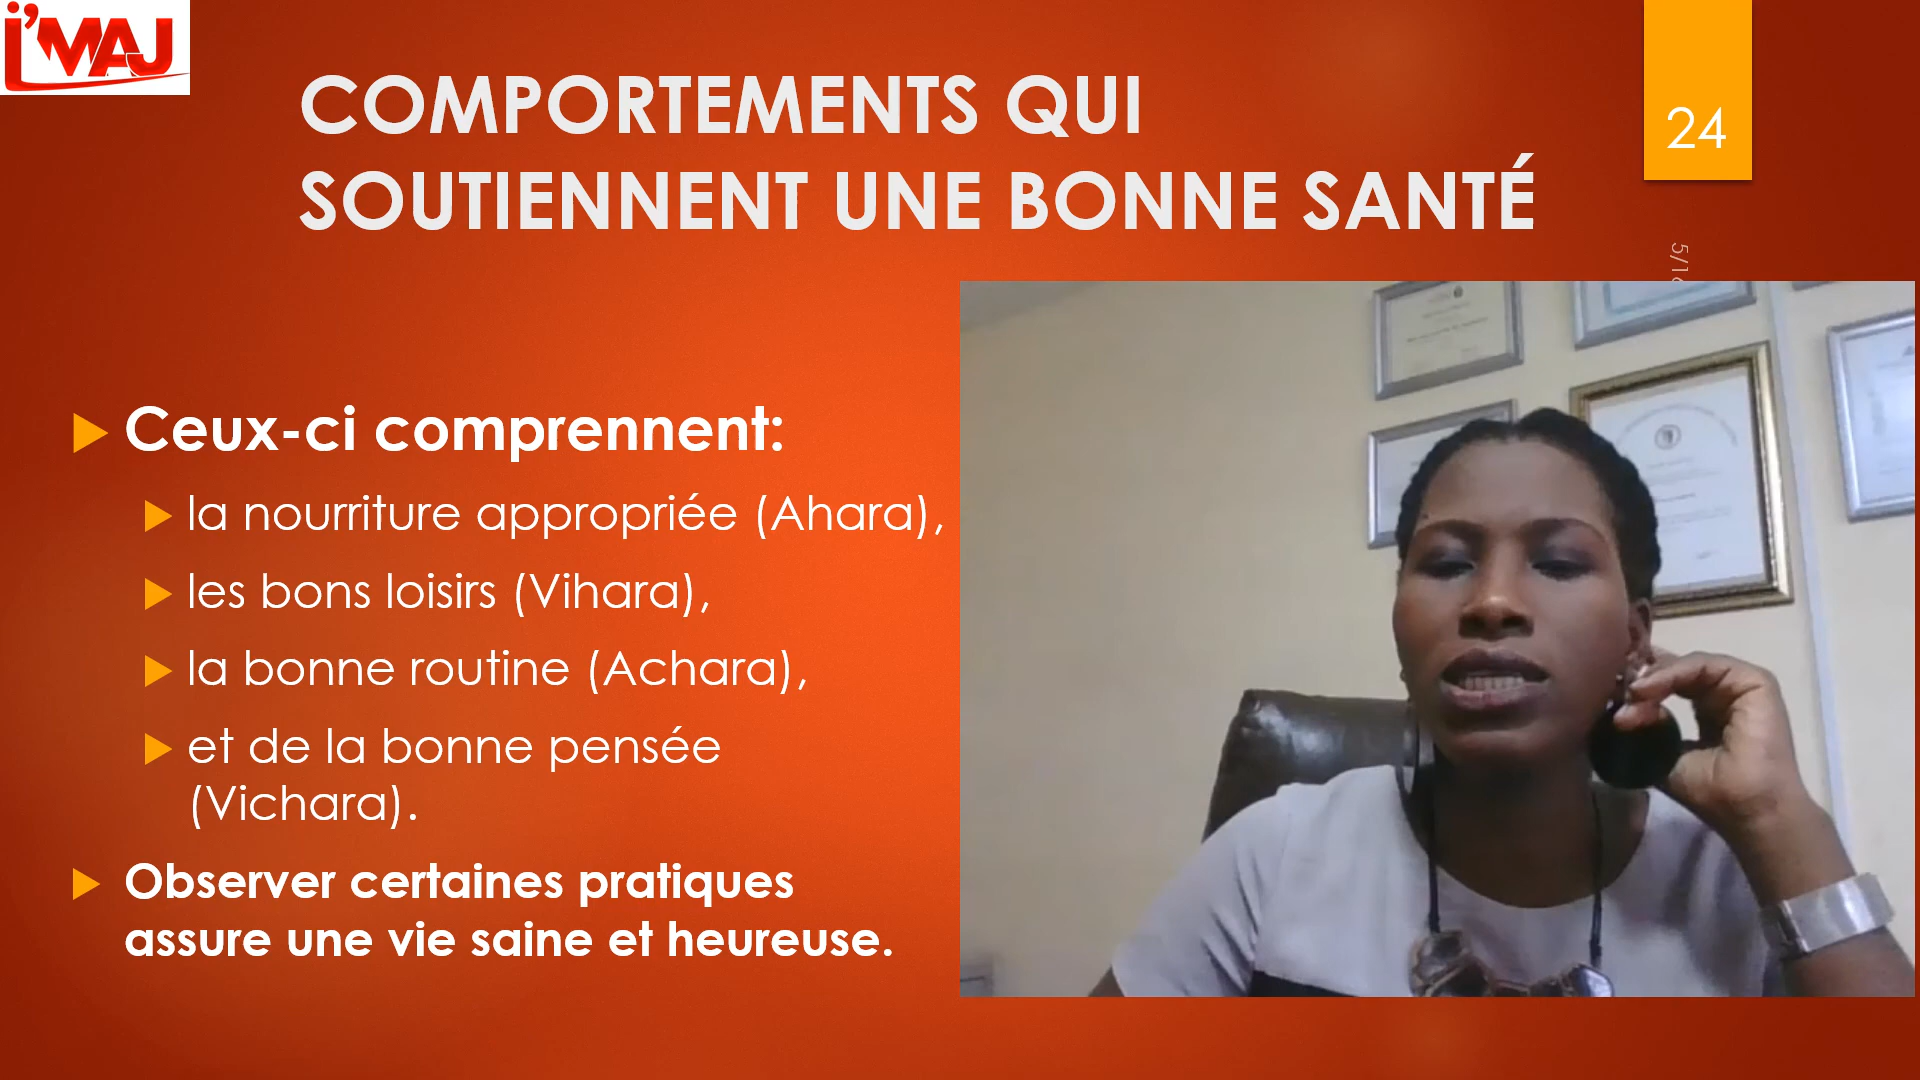 i'MAJ
COMPORTEMENTS QUI
SOUTIENNENT UNE BONNE SANTÉ
24
Ceux-ci comprennent:
la nourriture appropriée (Ahara),
les bons loisirs (Vihara),
la bonne routine (Achara),
et de la bonne pensée
(Vichara).
Observer certaines pratiques
assure une vie saine et heureuse.